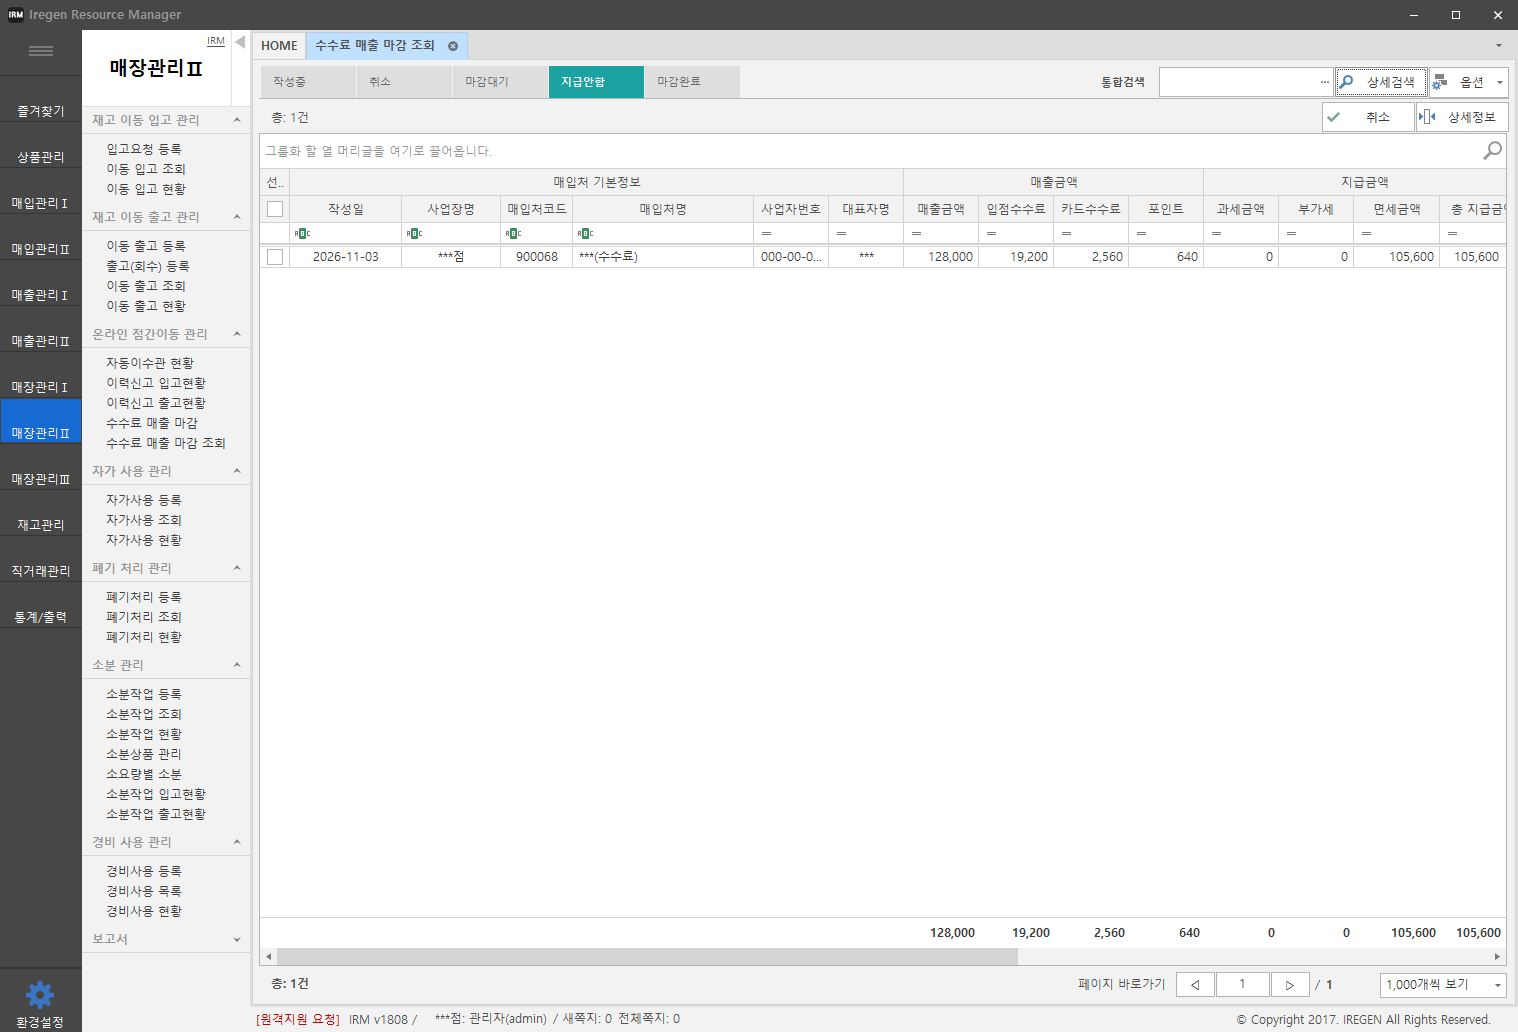 IRM Iregen Resource Manager
즐겨찾기
상품관리
매입관리Ⅰ
매입관리Ⅱ
매출관리Ⅰ
매출관리Ⅱ
매장관리Ⅰ
매장관리Ⅱ
매장관리Ⅲ
재고관리
직거래관리
통계/출력
환경설정
IRM
매장관리Ⅱ
재고 이동 입고 관리
입고요청 등록
이동 입고 조회
이동 입고 현황
재고 이동 출고 관리
이동 출고 등록
출고(회수) 등록
이동 출고 조회
이동 출고 현황
온라인 점간이동 관리
자동이수관 현황
이력신고 입고현황
이력신고 출고현황
수수료 매출 마감
수수료 매출 마감 조회
자가 사용 관리
자가사용 등록
자가사용 조회
자가사용 현황
폐기 처리 관리
폐기처리 등록
폐기처리 조회
폐기처리 현황
소분 관리
소분작업 등록
소분작업 조회
소분작업 현황
소분상품 관리
소요량별 소분
소분작업 입고현황
소분작업 출고현황
경비 사용 관리
경비사용 등록
경비사용 목록
경비사용 현황
보고서
HOME 수수료 매출 마감 조회
작성중 취소 마감대기 지급안함 마감완료 통합검색 ... 상세검색 옵션
총: 1건 취소 상세정보
그룹화 할 열 머리글을 여기로 끌어옵니다.
선.. 매입처 기본정보 매출금액 지급금액
작성일 사업장명 매입처코드 매입처명 사업자번호 대표자명 매출금액 입점수수료 카드수수료 포인트 과세금액 부가세 면세금액 총 지급금액
ABC ABC ABC ABC = = = = = = = = = =
2026-11-03 ***점 900068 ***(수수료) 000-00-0... *** 128,000 19,200 2,560 640 0 0 105,600 105,600
128,000 19,200 2,560 640 0 0 105,600 105,600
총: 1건 페이지 바로가기 1 / 1 1,000개씩 보기
[원격지원 요청] IRM v1808 / ***점: 관리자(admin) / 새쪽지: 0 전체쪽지: 0 © Copyright 2017. IREGEN All Rights Reserved.